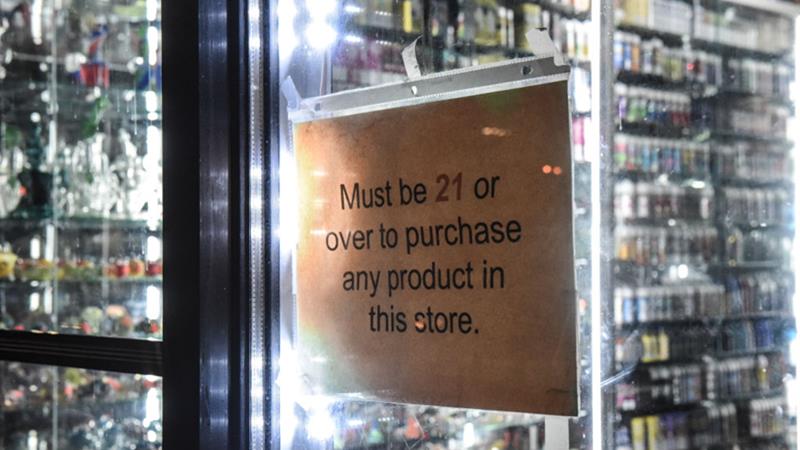 Must be 21 or
over to purchase
any product in
this store.